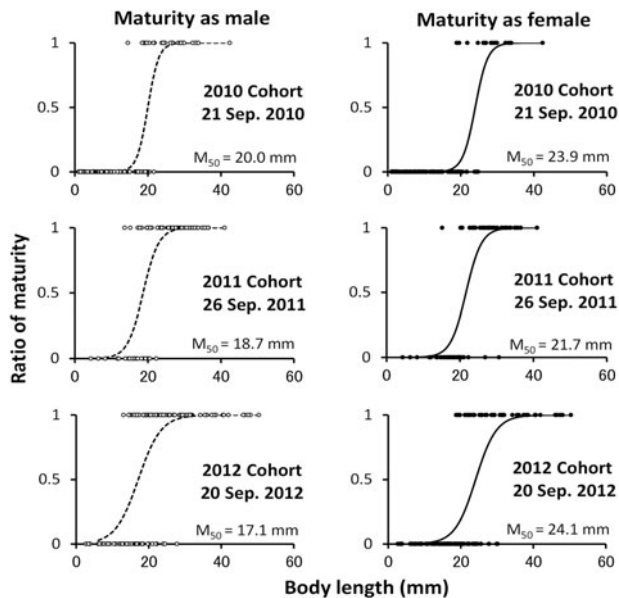 Maturity as male
Maturity as female
1
0.5
0
0
20
40
60
2010 Cohort
21 Sep. 2010
M50 = 20.0 mm
1
0.5
0
0
20
40
60
2010 Cohort
21 Sep. 2010
M50 = 23.9 mm
Ratio of maturity
1
0.5
0
0
20
40
60
2011 Cohort
26 Sep. 2011
M50 = 18.7 mm
1
0.5
0
0
20
40
60
2011 Cohort
26 Sep. 2011
M50 = 21.7 mm
1
0.5
0
0
20
40
60
2012 Cohort
20 Sep. 2012
M50 = 17.1 mm
1
0.5
0
0
20
40
60
2012 Cohort
20 Sep. 2012
M50 = 24.1 mm
Body length (mm)